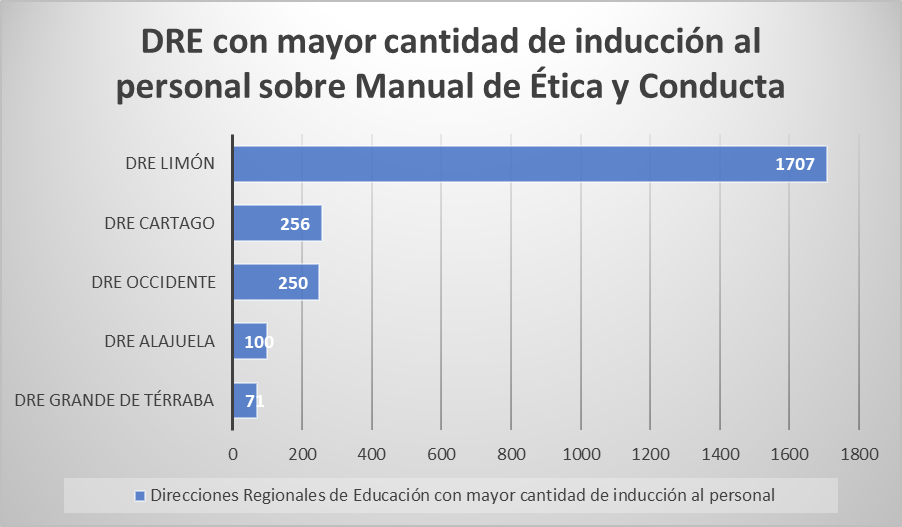 DRE con mayor cantidad de inducción al
personal sobre Manual de Ética y Conducta
DRE LIMÓN
1707
DRE CARTAGO
256
DRE OCCIDENTE
250
DRE ALAJUELA
100
DRE GRANDE DE TÉRRABA
71
0 200 400 600 800 1000 1200 1400 1600 1800
Direcciones Regionales de Educación con mayor cantidad de inducción al personal